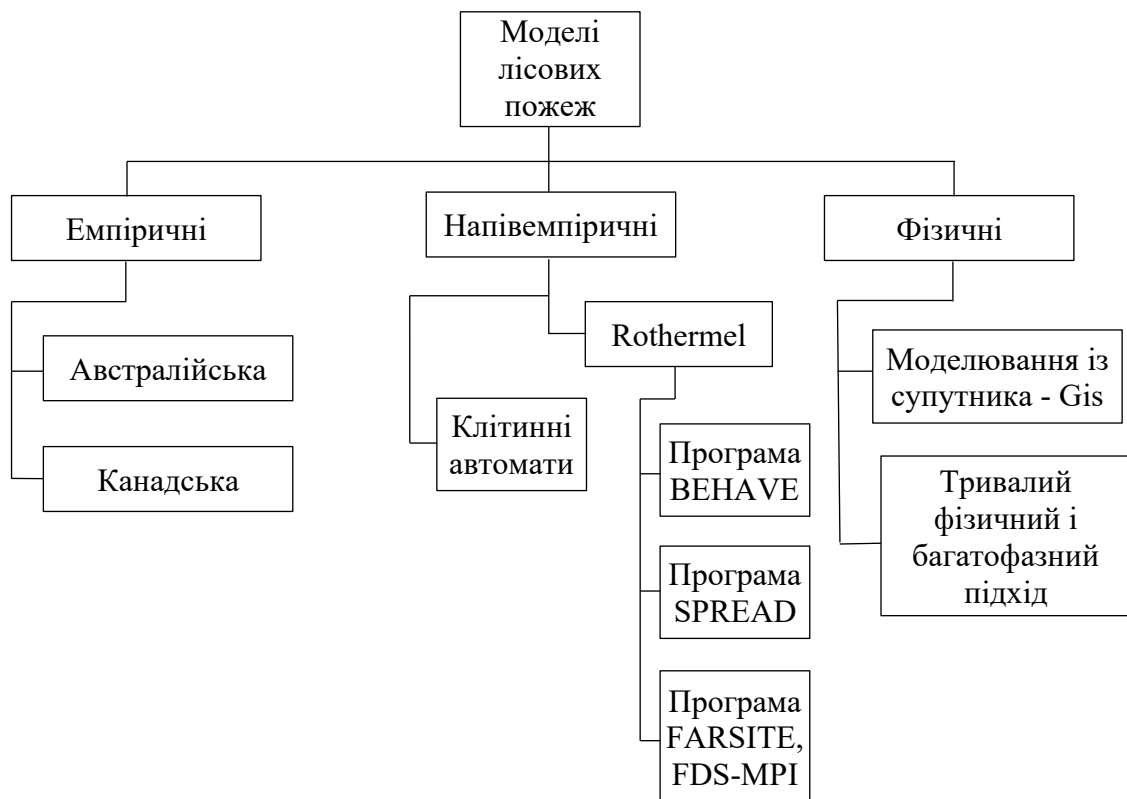 Моделі
лісових
пожеж
Емпіричні
Напівемпіричні
Фізичні
Австралійська
Канадська
Клітинні
автомати
Rothermel
Програма
BEHAVE
Програма
SPREAD
Програма
FARSITE,
FDS-MPI
Моделювання із
супутника - Gis
Тривалий
фізичний і
багатофазний
підхід